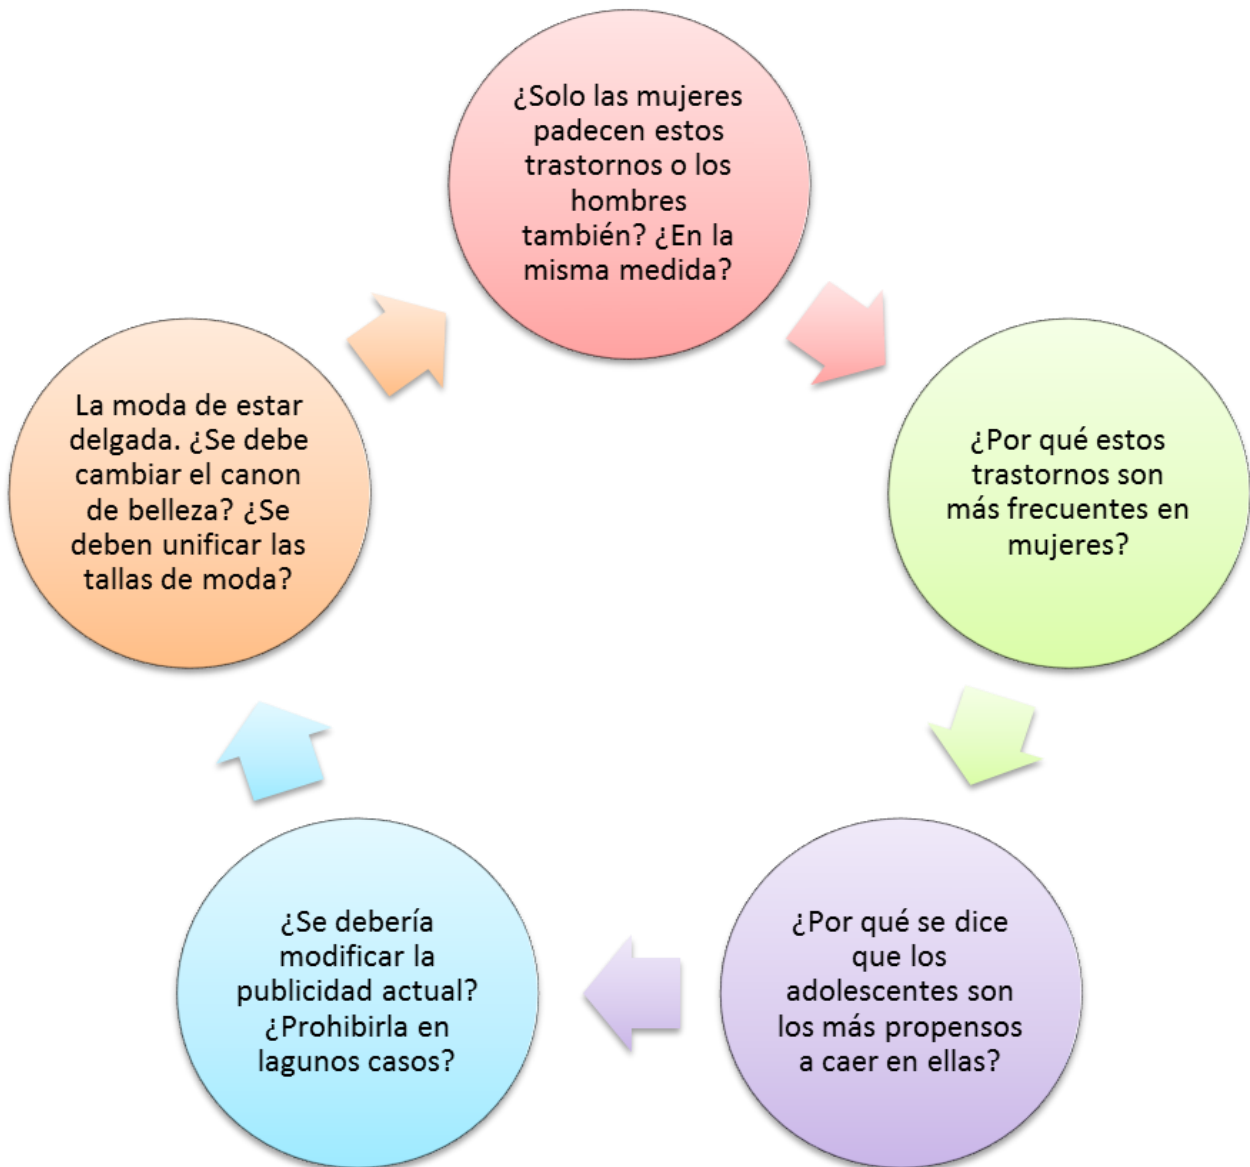 ¿Solo las mujeres
padecen estos
trastornos o los
hombres
también? ¿En la
misma medida?
¿Por qué estos
trastornos son
más frecuentes en
mujeres?
¿Por qué se dice
que los
adolescentes son
los más propensos
a caer en ellas?
¿Se debería
modificar la
publicidad actual?
¿Prohibirla en
lagunos casos?
La moda de estar
delgada. ¿Se debe
cambiar el canon
de belleza? ¿Se
deben unificar las
tallas de moda?